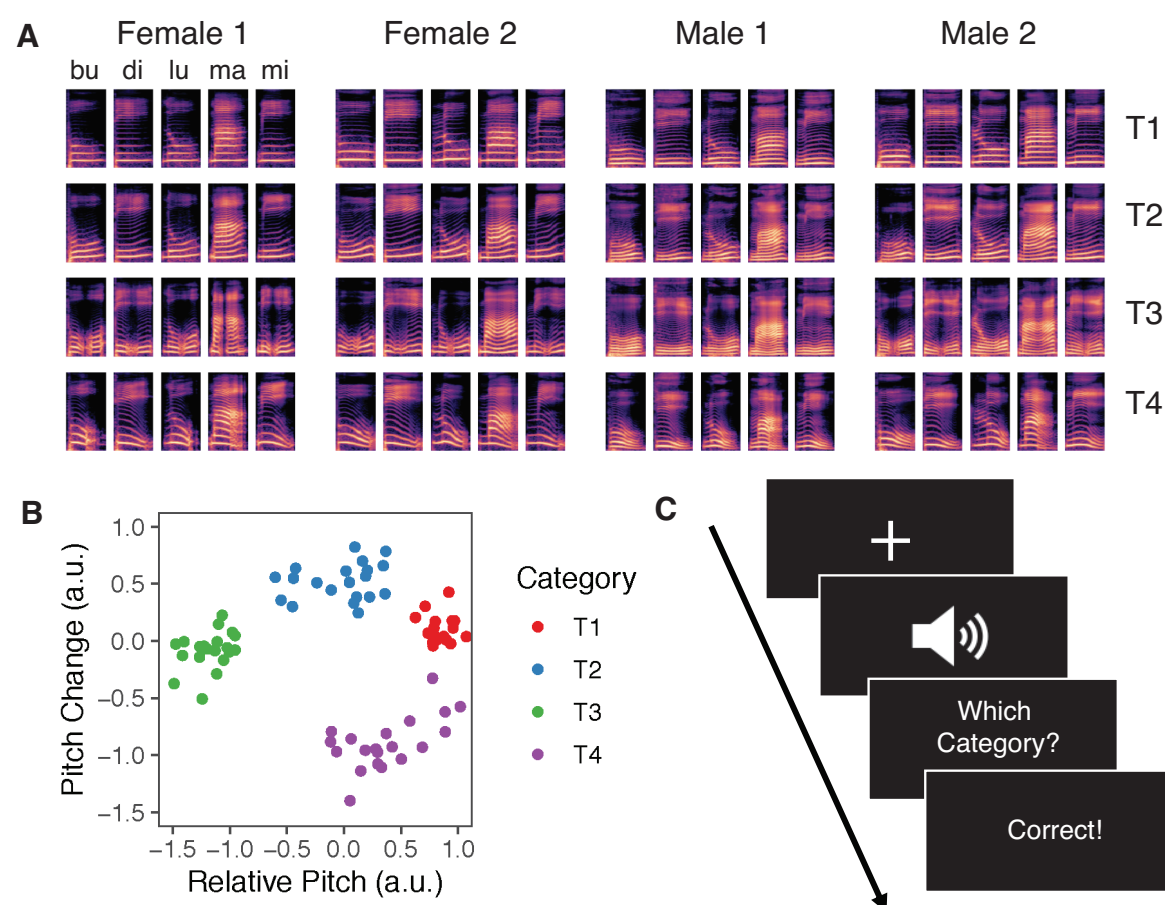 A
Female 1 Female 2 Male 1 Male 2
bu di lu ma mi
T1
T2
T3
T4
B
Pitch Change (a.u.)
1.0
0.5
0.0
−0.5
−1.0
−1.5
−1.5 −1.0 −0.5 0.0 0.5 1.0
Relative Pitch (a.u.)
Category
T1
T2
T3
T4
C
Which
Category?
Correct!